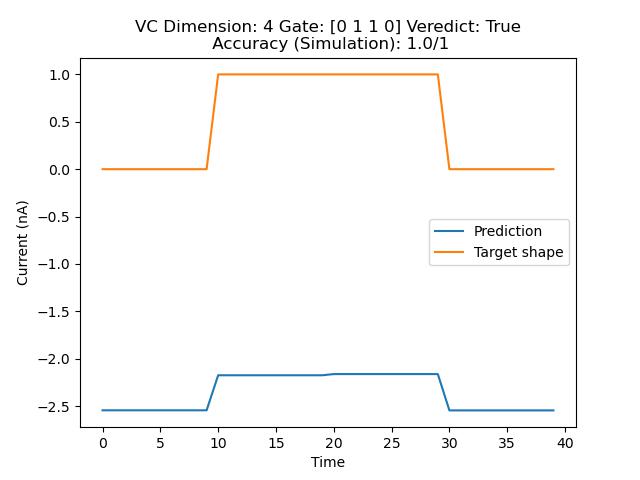 VC Dimension: 4 Gate: [0 1 1 0] Veredict: True
Accuracy (Simulation): 1.0/1
1.0
0.5
0.0
−0.5
−1.0
−1.5
−2.0
−2.5
Current (nA)
Prediction
Target shape
0 5 10 15 20 25 30 35 40
Time